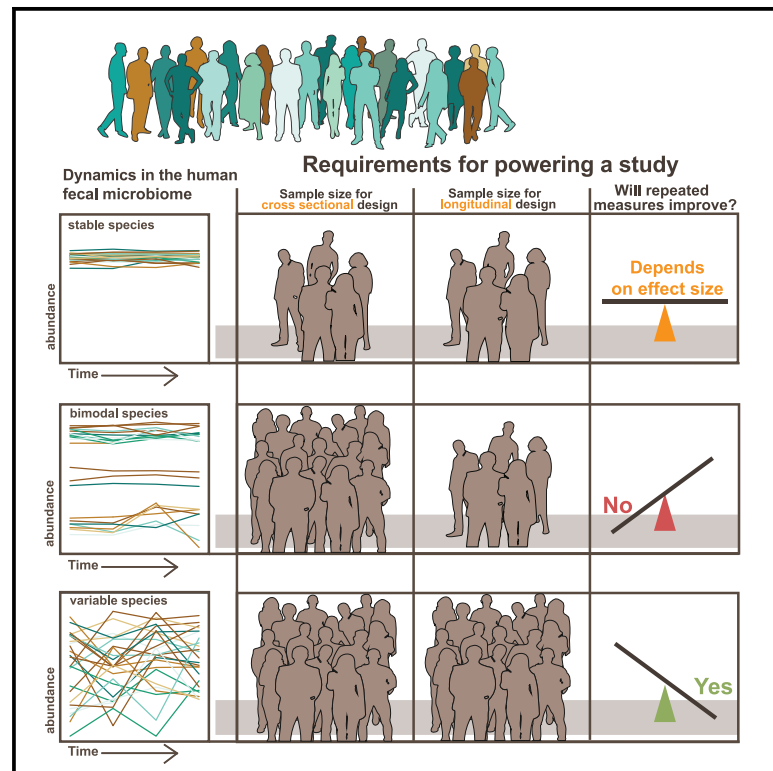 Requirements for powering a study
Dynamics in the human
fecal microbiome
Sample size for
cross sectional design
Sample size for
longitudinal design
Will repeated
measures improve?
stable species
abundance
Time
Depends
on effect size
bimodal species
abundance
Time
No
variable species
abundance
Time
Yes